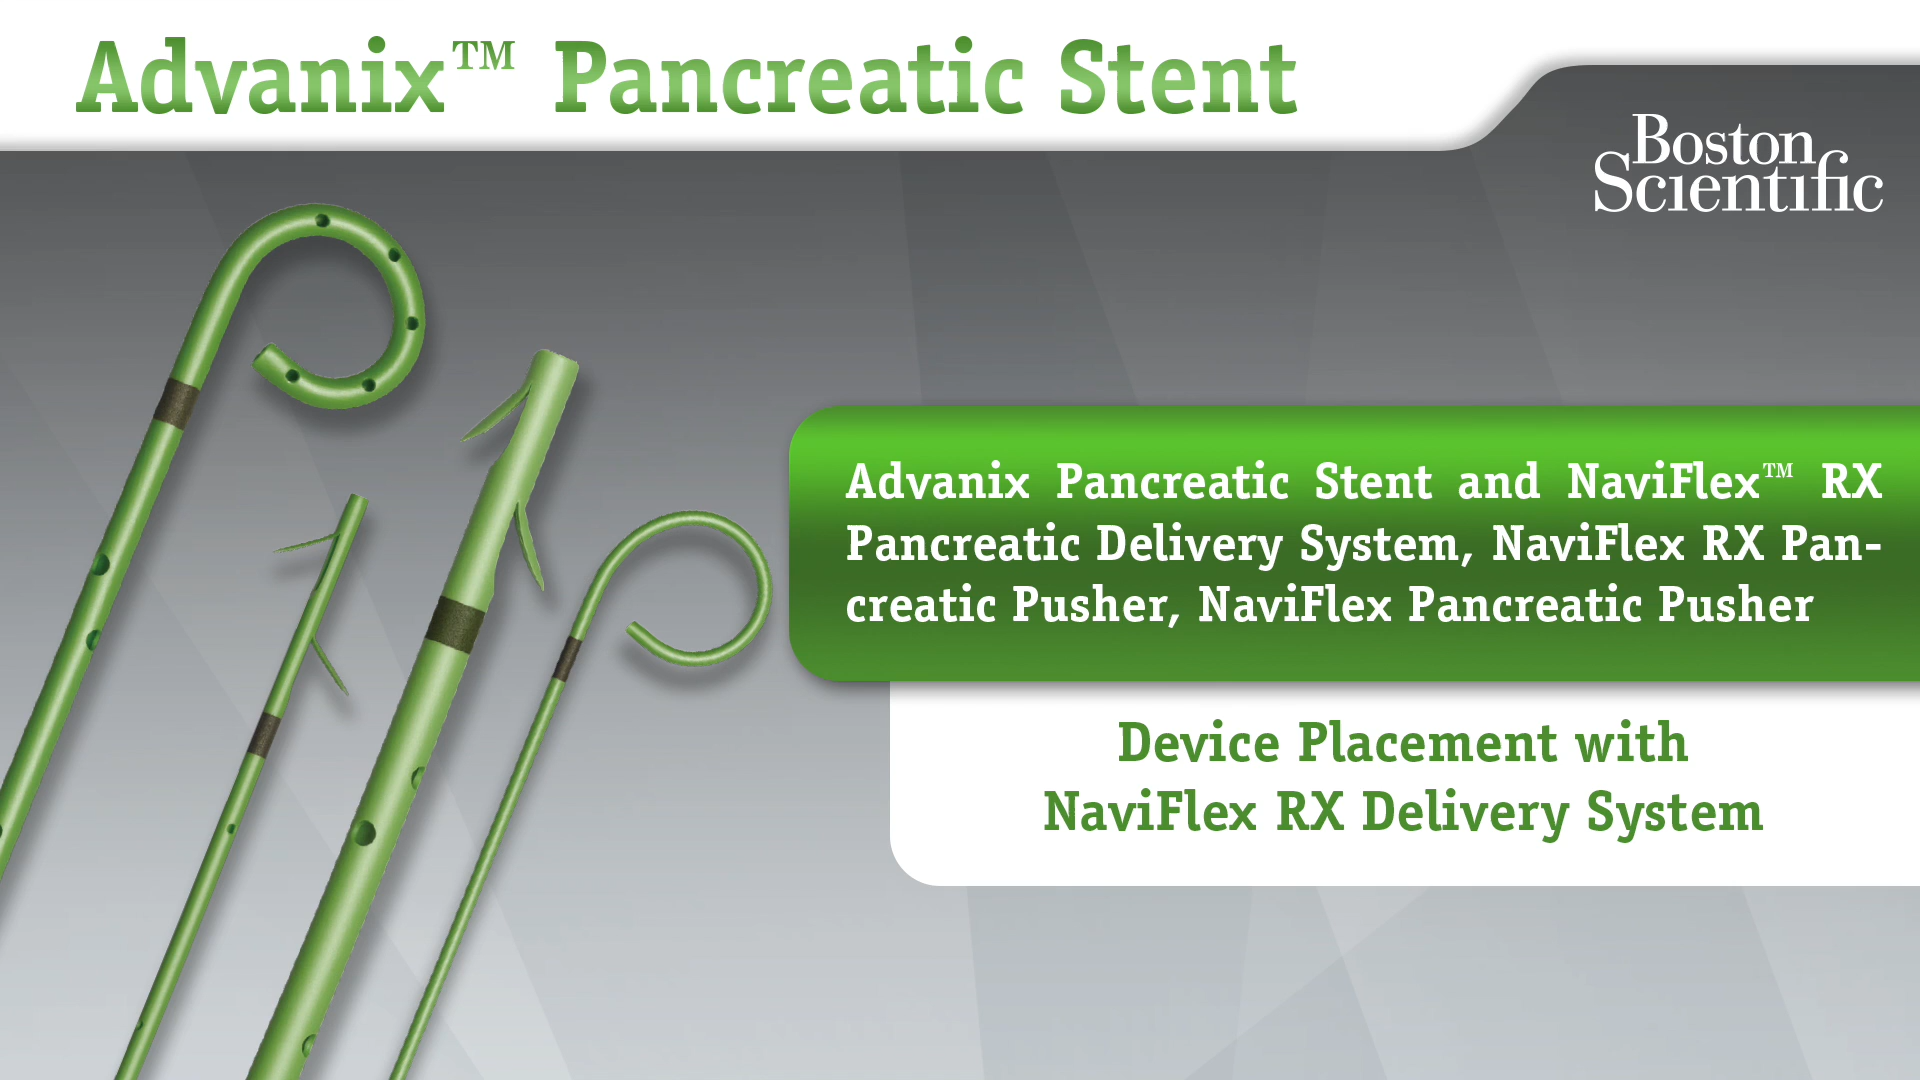 Advanix™ Pancreatic Stent
Boston
Scientific
Advanix Pancreatic Stent and NaviFlex™ RX
Pancreatic Delivery System, NaviFlex RX Pan-
creatic Pusher, NaviFlex Pancreatic Pusher
Device Placement with
NaviFlex RX Delivery System